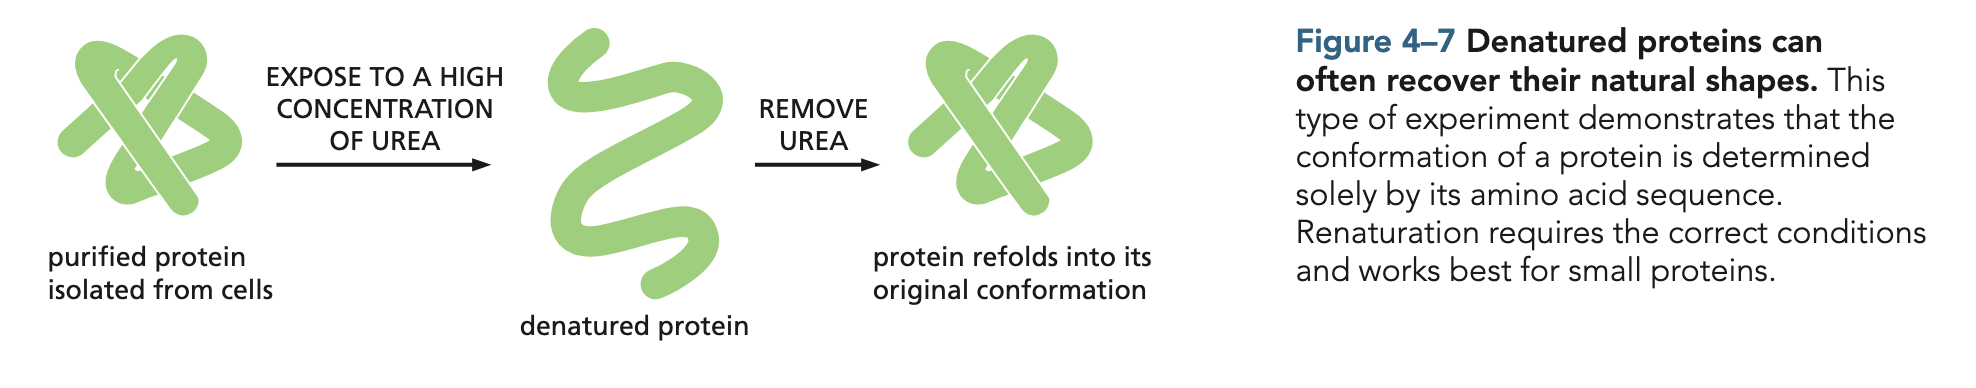 EXPOSE TO A HIGH
CONCENTRATION
OF UREA
REMOVE
UREA
purified protein
isolated from cells
denatured protein
protein refolds into its
original conformation
Figure 4–7 Denatured proteins can
often recover their natural shapes. This
type of experiment demonstrates that the
conformation of a protein is determined
solely by its amino acid sequence.
Renaturation requires the correct conditions
and works best for small proteins.